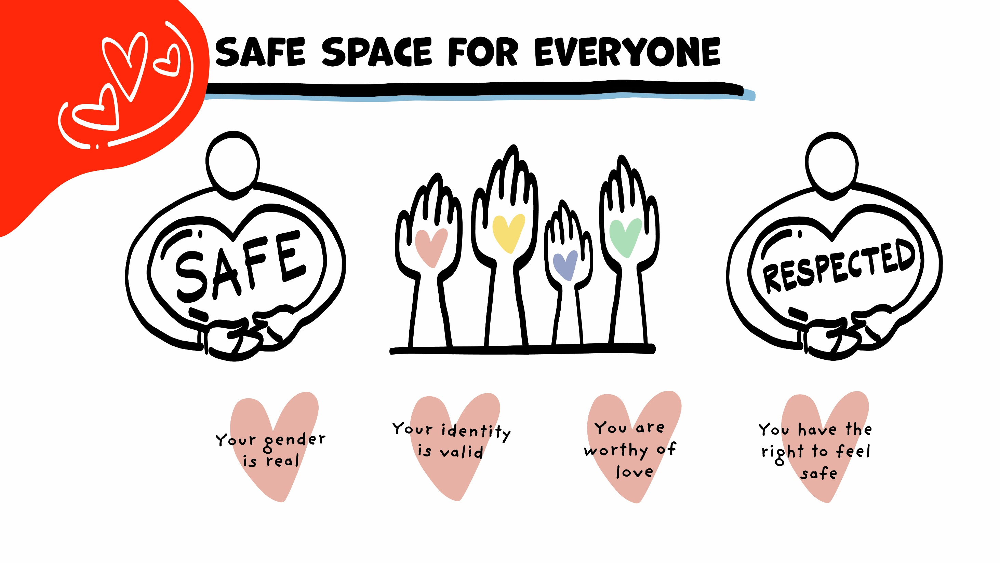 SAFE SPACE FOR EVERYONE
SAFE
RESPECTED
Your gender
is real
Your identity
is valid
You are
worthy of
love
You have the
right to feel
safe